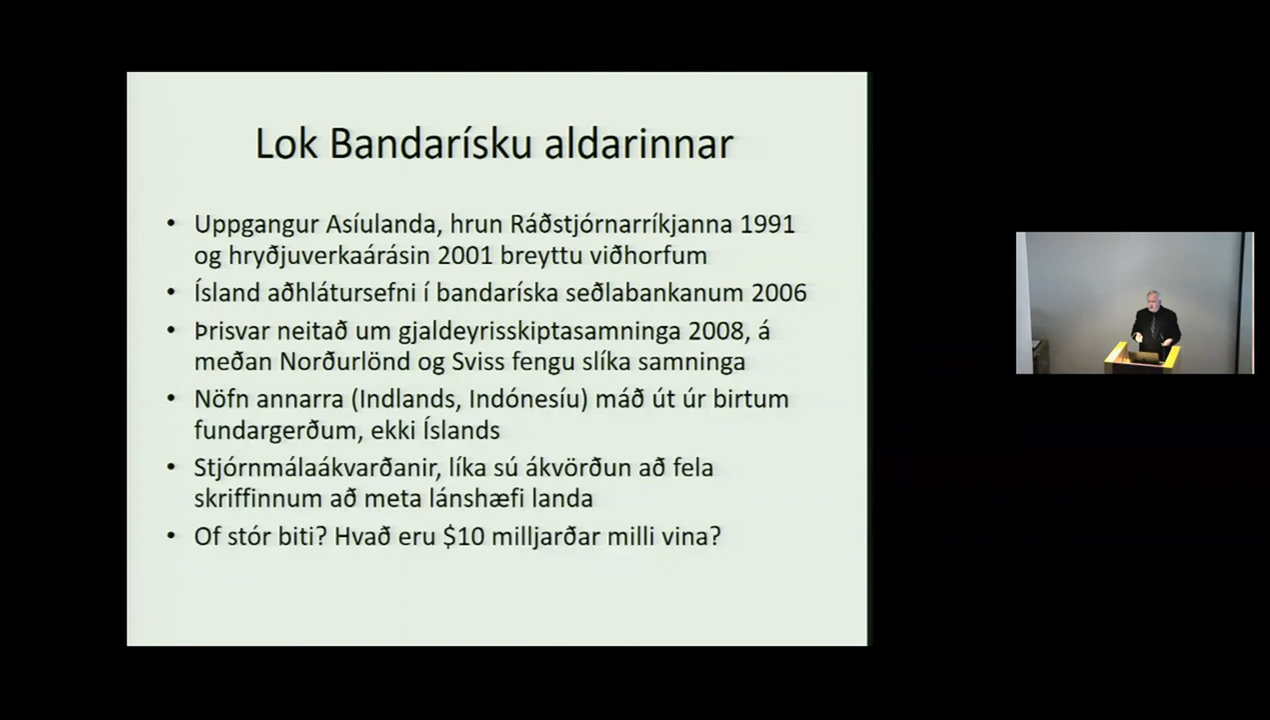 Lok Bandarísku aldarinnar
• Uppgangur Asíulanda, hrun Ráðstjórnarríkjanna 1991
og hryðjuverkaárásin 2001 breyttu viðhorfum
• Ísland aðhlátursefni í bandaríska seðlabankanum 2006
• Þrisvar neitað um gjaldeyrisskiptasamninga 2008, á
meðan Norðurlönd og Sviss fengu slíka samninga
• Nöfn annarra (Indlands, Indónesíu) máð út úr birtum
fundargerðum, ekki Íslands
• Stjórnmálaákvarðanir, líka sú ákvörðun að fela
skriffinnum að meta lánshæfi landa
• Of stór biti? Hvað eru $10 milljarðar milli vina?